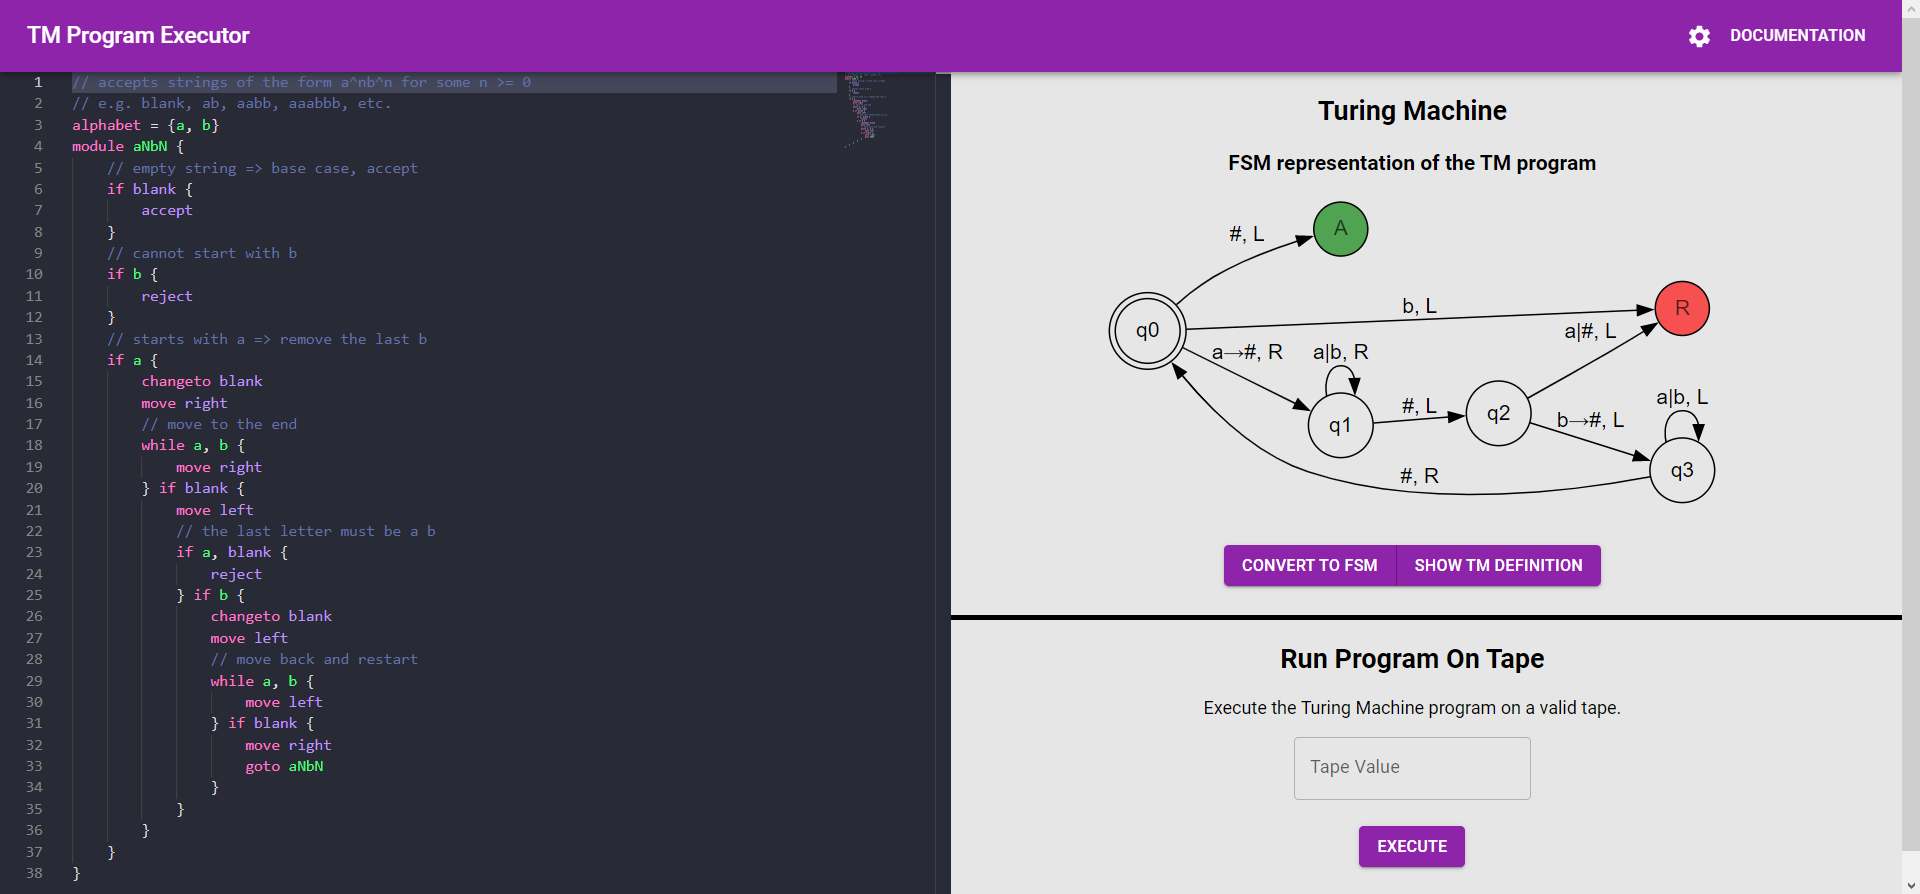 TM Program Executor
DOCUMENTATION
1 // accepts strings of the form a^nb^n for some n >= 0
2 // e.g. blank, ab, aabb, aaabbb, etc.
3 alphabet = {a, b}
4 module aNbN {
5 // empty string => base case, accept
6 if blank {
7 accept
8 }
9 // cannot start with b
10 if b {
11 reject
12 }
13 // starts with a => remove the last b
14 if a {
15 changeto blank
16 move right
17 // move to the end
18 while a, b {
19 move right
20 } if blank {
21 move left
22 // the last letter must be a b
23 if a, blank {
24 reject
25 } if b {
26 changeto blank
27 move left
28 // move back and restart
29 while a, b {
30 move left
31 } if blank {
32 move right
33 goto aNbN
34 }
35 }
36 }
37 }
38 }
Turing Machine
FSM representation of the TM program
A
#, L
b, L
R
q0
a|#, L
a→#, R
a|b, R
a|b, L
#, L
q2
b→#, L
q1
q3
#, R
CONVERT TO FSM
SHOW TM DEFINITION
Run Program On Tape
Execute the Turing Machine program on a valid tape.
Tape Value
EXECUTE